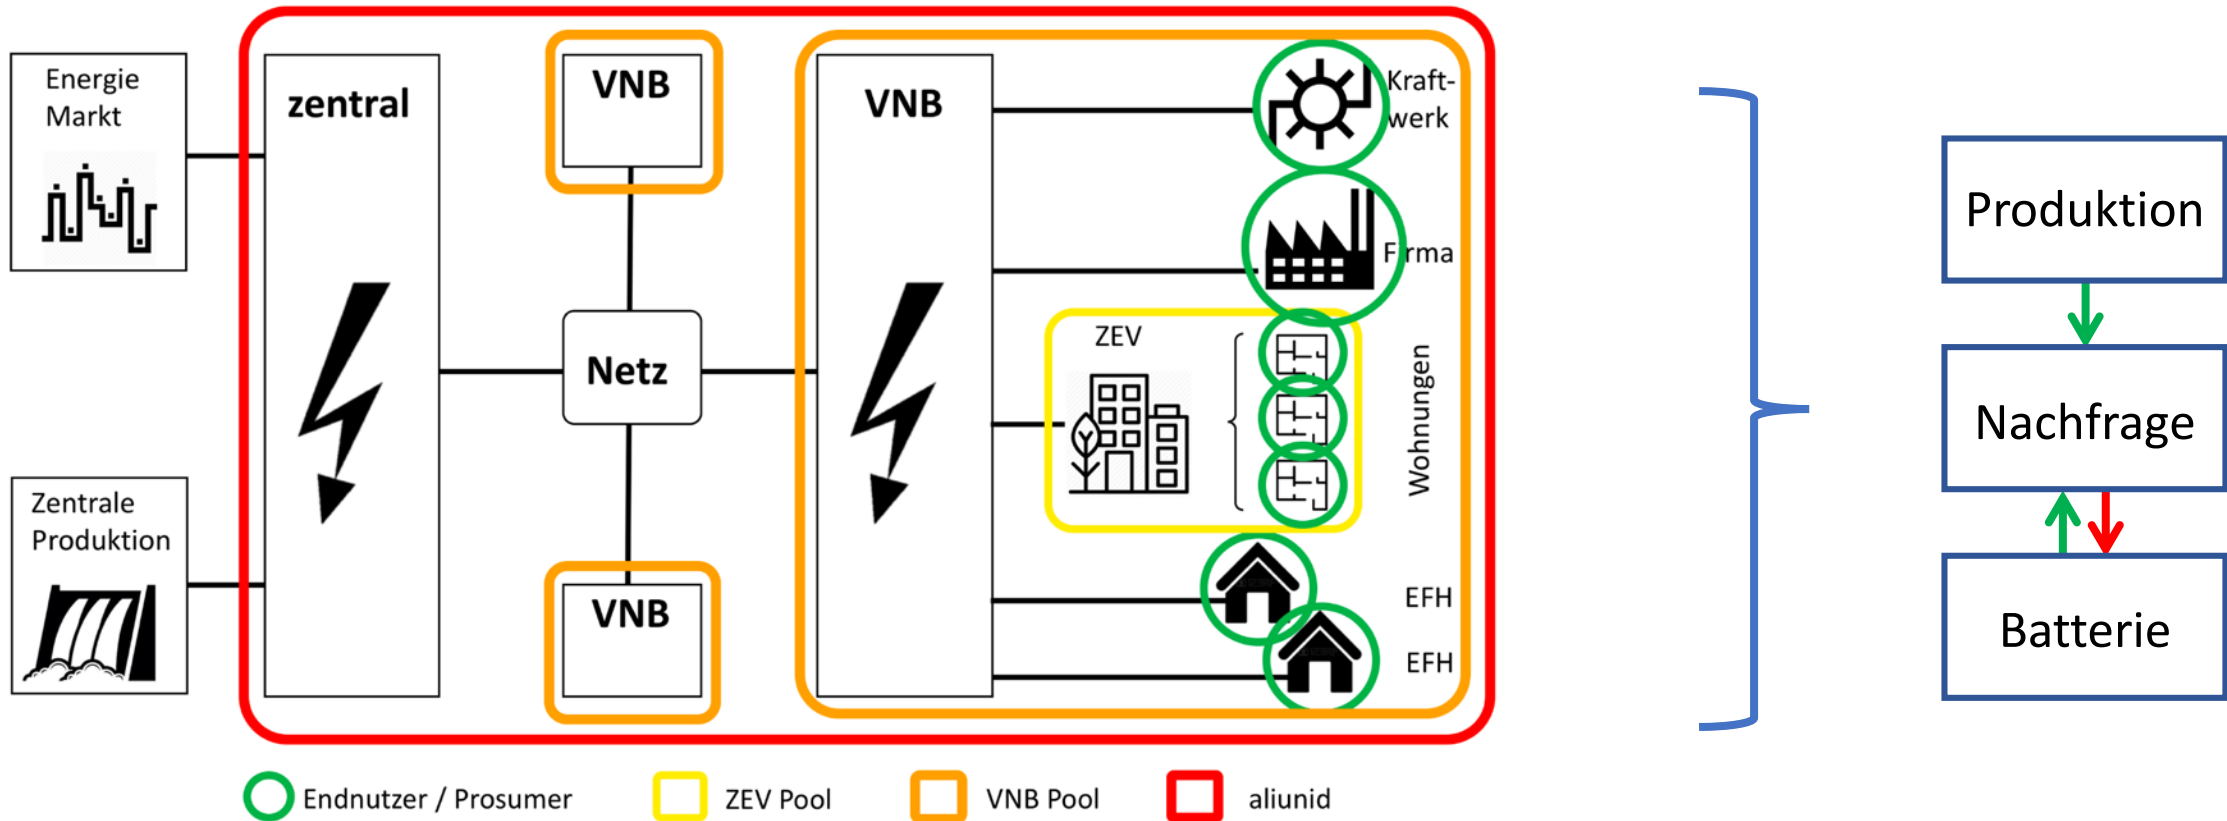 Energie
Markt
zentral
VNB
VNB
Kraft-
werk
Firma
ZEV
Wohnungen
Netz
Zentrale
Produktion
VNB
EFH
EFH
Produktion
Nachfrage
Batterie
Endnutzer / Prosumer
ZEV Pool
VNB Pool
aliunid